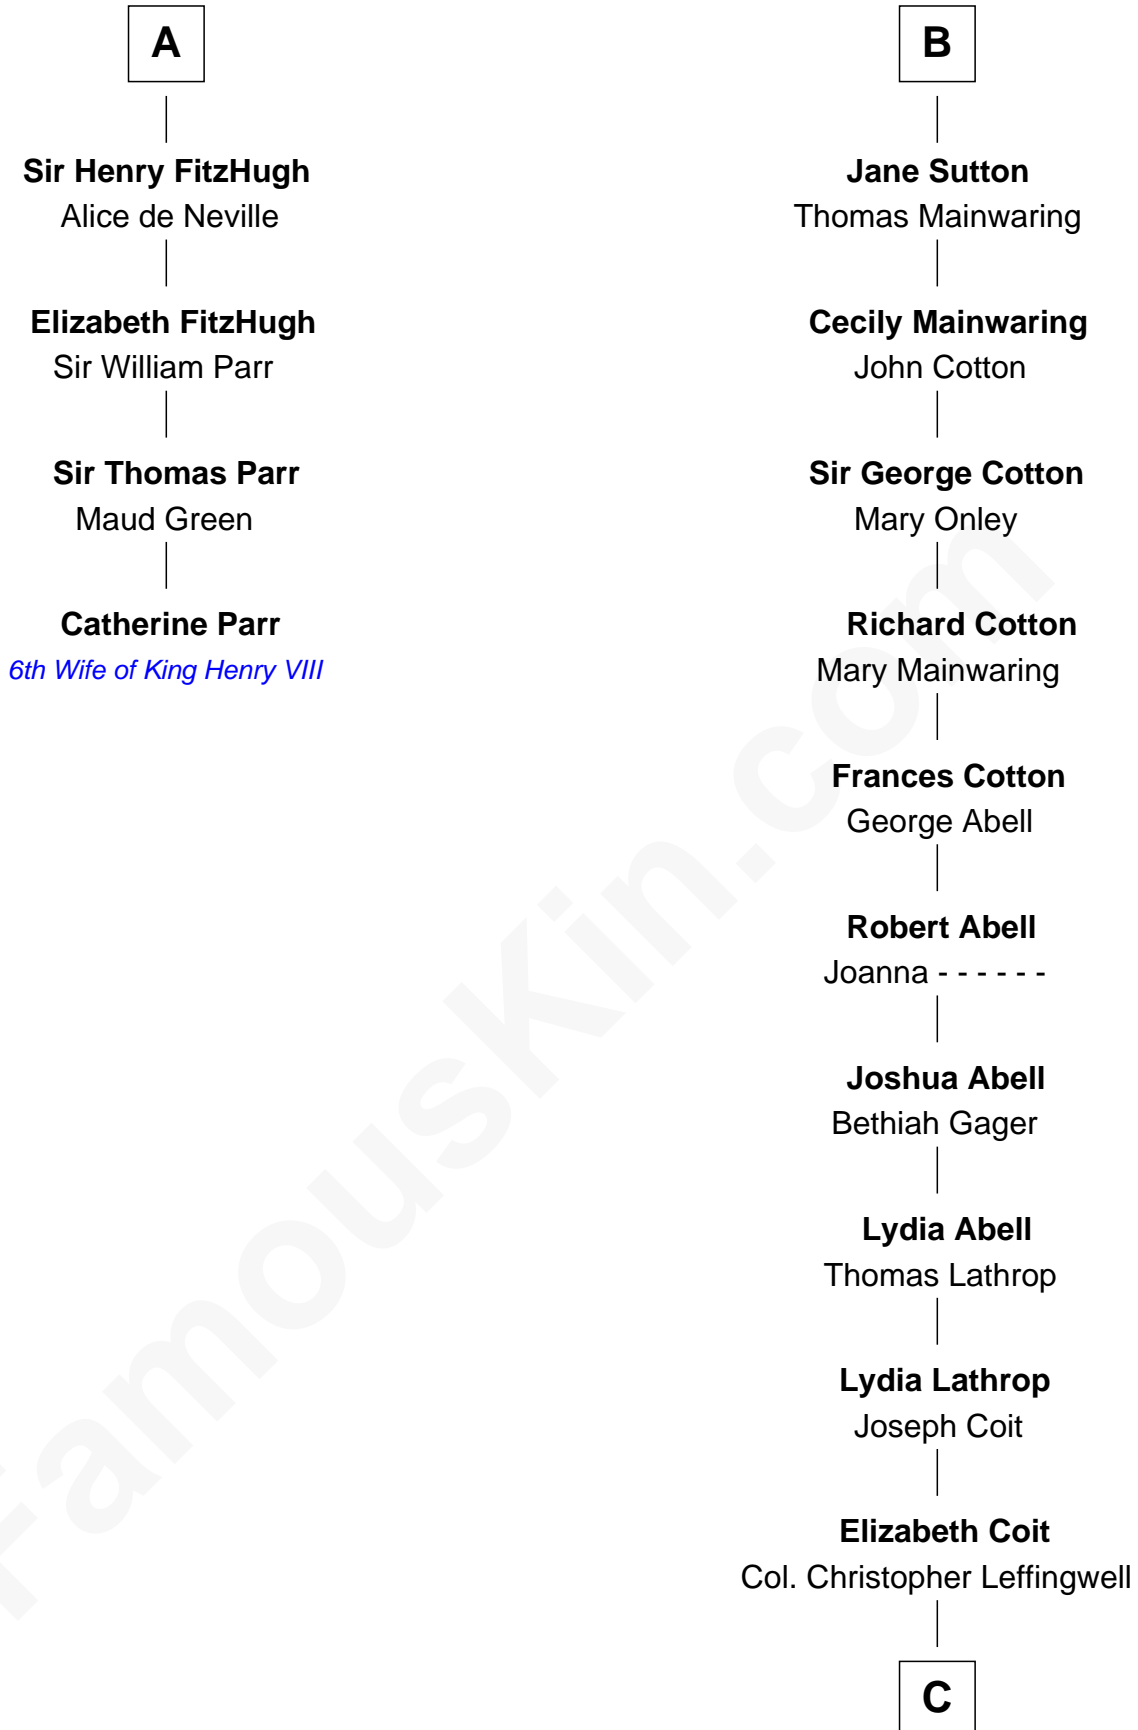 A
Sir Henry FitzHugh
Alice de Neville
Elizabeth FitzHugh
Sir William Parr
Sir Thomas Parr
Maud Green
Catherine Parr
6th Wife of King Henry VIII
B
Jane Sutton
Thomas Mainwaring
Cecily Mainwaring
John Cotton
Sir George Cotton
Mary Onley
Richard Cotton
Mary Mainwaring
Frances Cotton
George Abell
Robert Abell
Joanna - - - - - -
Joshua Abell
Bethiah Gager
Lydia Abell
Thomas Lathrop
Lydia Lathrop
Joseph Coit
Elizabeth Coit
Col. Christopher Leffingwell
C
FamousKin.com